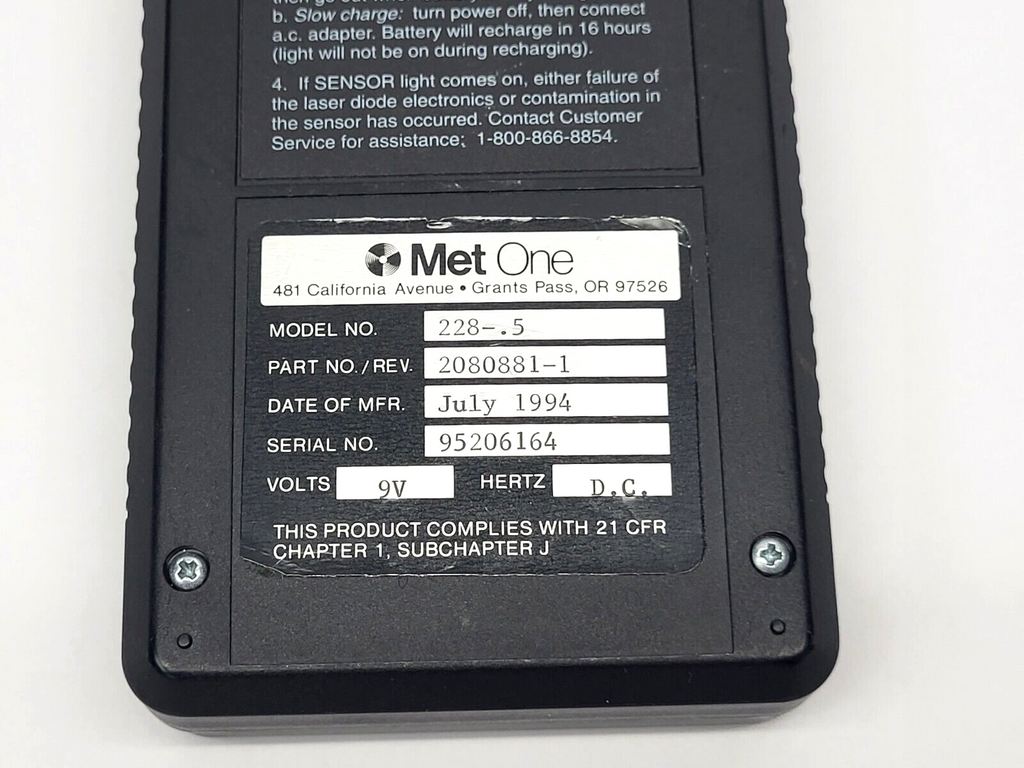 b. Slow charge: turn power off, then connect
a.c. adapter. Battery will recharge in 16 hours
(light will not be on during recharging).
4. If SENSOR light comes on, either failure of
the laser diode electronics or contamination in
the sensor has occurred. Contact Customer
Service for assistance; 1-800-866-8854.
Met One
481 California Avenue • Grants Pass, OR 97526
MODEL NO. 228-.5
PART NO./REV. 2080881-1
DATE OF MFR. July 1994
SERIAL NO. 95206164
VOLTS 9V HERTZ D.C.
THIS PRODUCT COMPLIES WITH 21 CFR
CHAPTER 1, SUBCHAPTER J